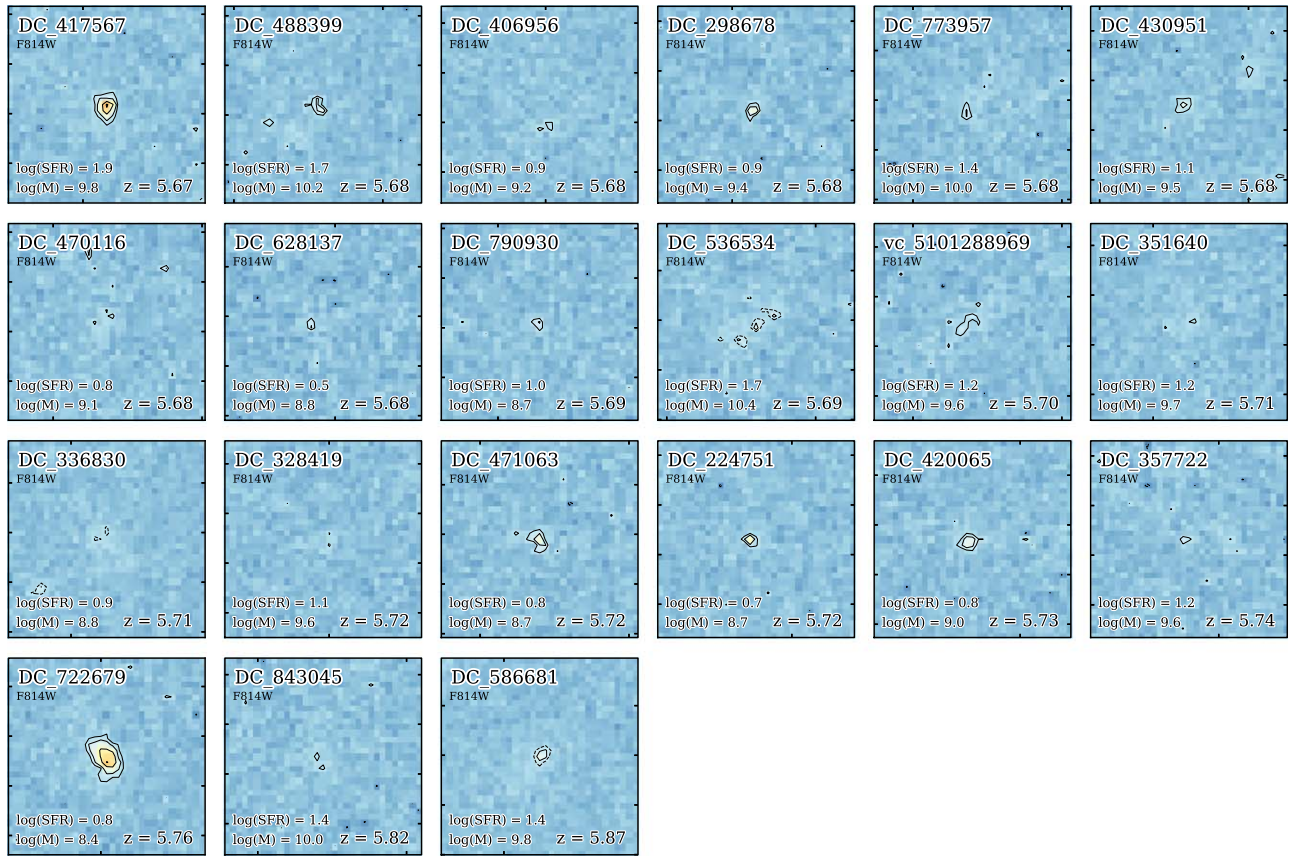 DC_417567
F814W
log(SFR) = 1.9
log(M) = 9.8 z = 5.67
DC_488399
F814W
log(SFR) = 1.7
log(M) = 10.2 z = 5.68
DC_406956
F814W
log(SFR) = 0.9
log(M) = 9.2 z = 5.68
DC_298678
F814W
log(SFR) = 0.9
log(M) = 9.4 z = 5.68
DC_773957
F814W
log(SFR) = 1.4
log(M) = 10.0 z = 5.68
DC_430951
F814W
log(SFR) = 1.1
log(M) = 9.5 z = 5.68
DC_470116
F814W
log(SFR) = 0.8
log(M) = 9.1 z = 5.68
DC_628137
F814W
log(SFR) = 0.5
log(M) = 8.8 z = 5.68
DC_790930
F814W
log(SFR) = 1.0
log(M) = 8.7 z = 5.69
DC_536534
F814W
log(SFR) = 1.7
log(M) = 10.4 z = 5.69
vc_5101288969
F814W
log(SFR) = 1.2
log(M) = 9.6 z = 5.70
DC_351640
F814W
log(SFR) = 1.2
log(M) = 9.7 z = 5.71
DC_336830
F814W
log(SFR) = 0.9
log(M) = 8.8 z = 5.71
DC_328419
F814W
log(SFR) = 1.1
log(M) = 9.6 z = 5.72
DC_471063
F814W
log(SFR) = 0.8
log(M) = 8.7 z = 5.72
DC_224751
F814W
log(SFR) = 0.7
log(M) = 8.7 z = 5.72
DC_420065
F814W
log(SFR) = 0.8
log(M) = 9.0 z = 5.73
DC_357722
F814W
log(SFR) = 1.2
log(M) = 9.6 z = 5.74
DC_722679
F814W
log(SFR) = 0.8
log(M) = 8.4 z = 5.76
DC_843045
F814W
log(SFR) = 1.4
log(M) = 10.0 z = 5.82
DC_586681
F814W
log(SFR) = 1.4
log(M) = 9.8 z = 5.87